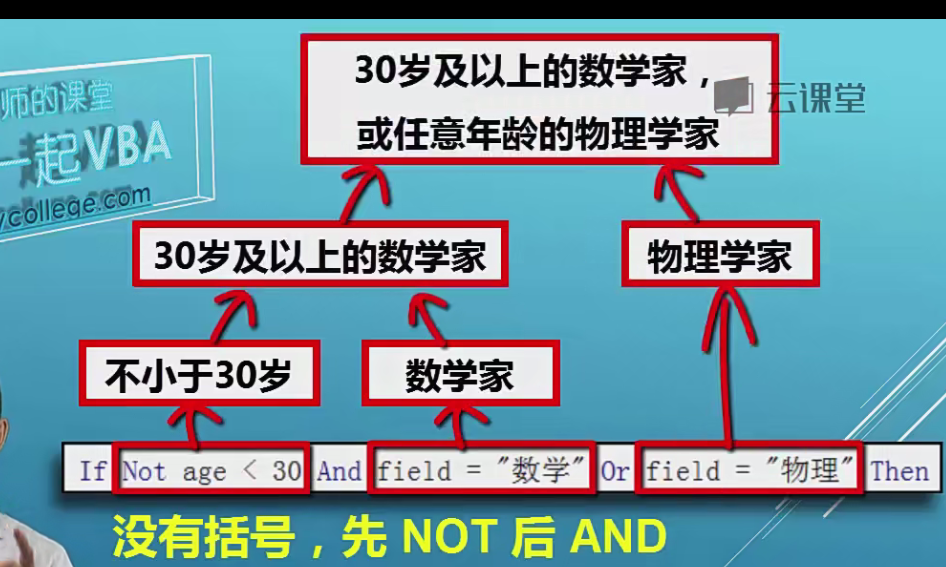 师的课堂
一起VBA
ycollege.com
30岁及以上的数学家，
云课堂
或任意年龄的物理学家
30岁及以上的数学家
物理学家
不小于30岁
数学家
If Not age < 30 And field = "数学" Or field = "物理" Then
没有括号，先 NOT 后 AND